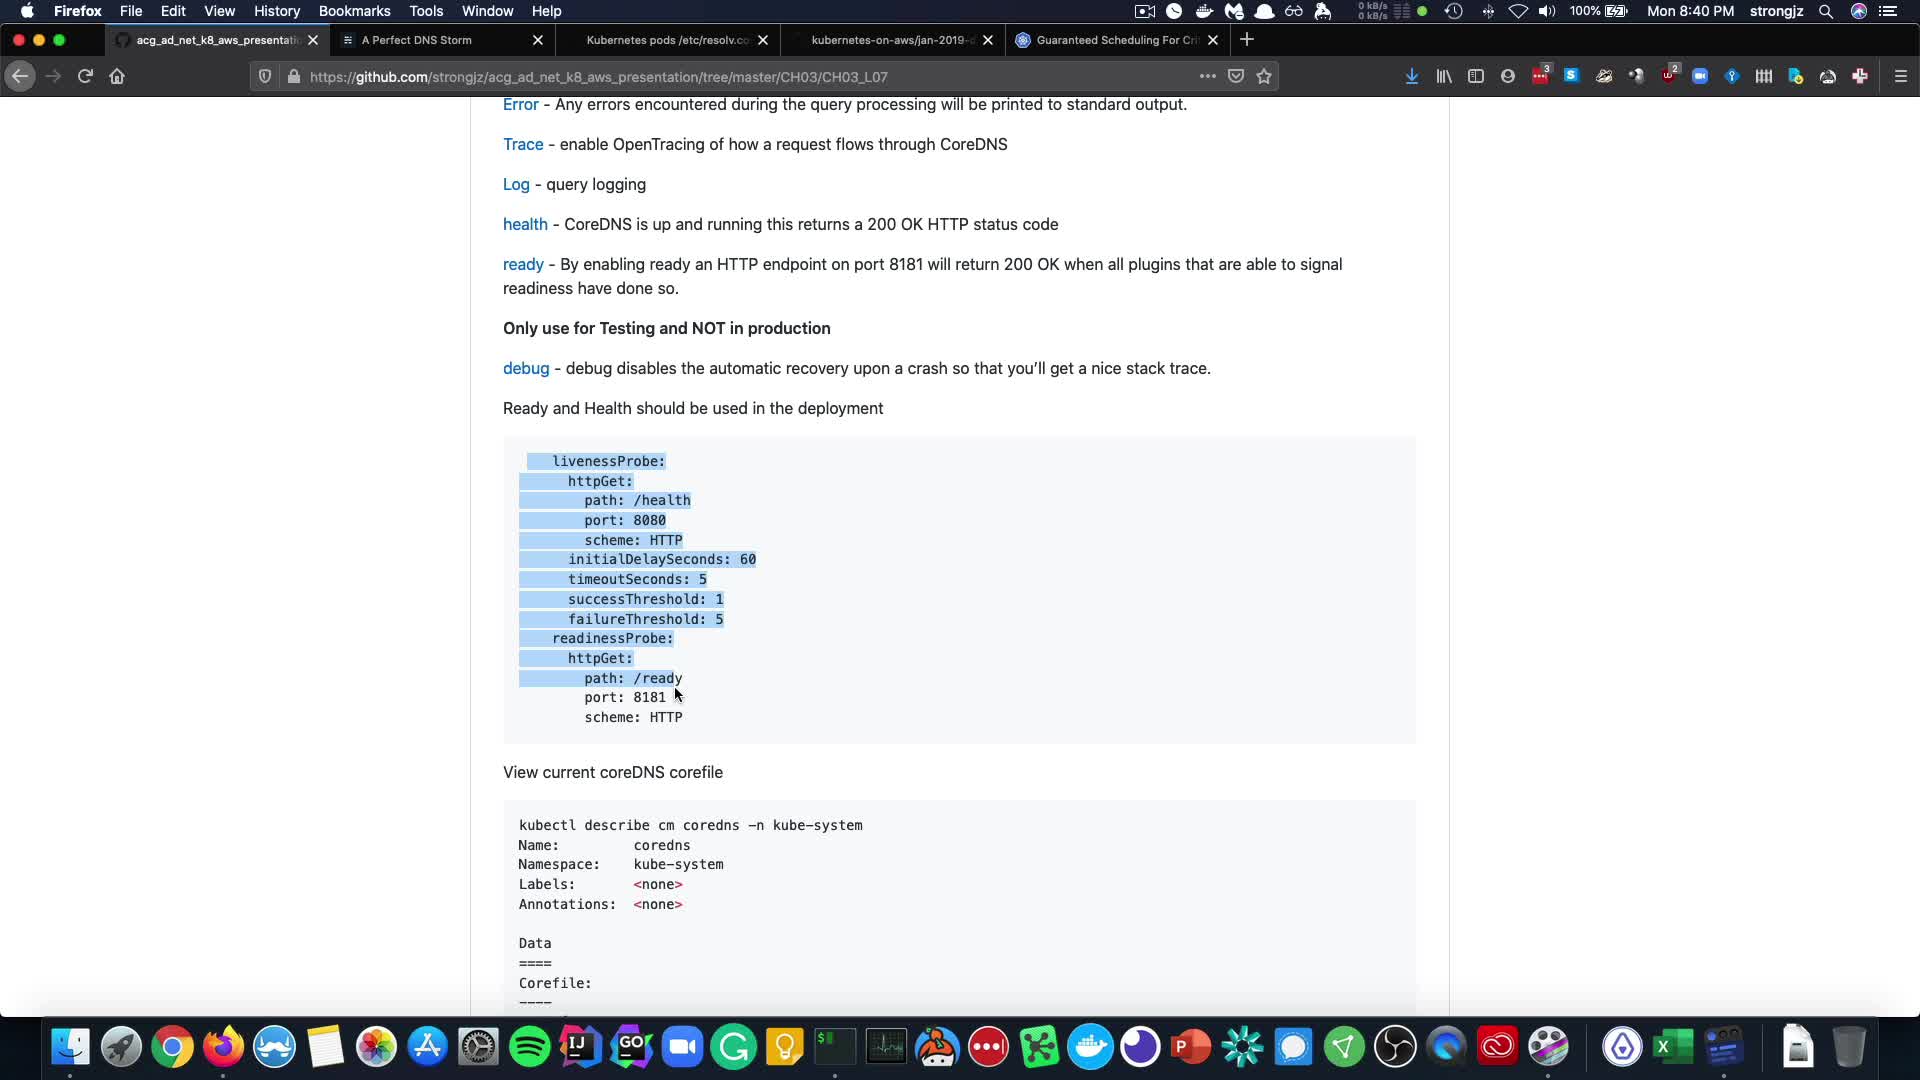 Firefox File Edit View History Bookmarks Tools Window Help
0 kB/s
0 kB/s
100%
Mon 8:40 PM
strongjz
acg_ad_net_k8_aws_presentatio
A Perfect DNS Storm
Kubernetes pods /etc/resolv.co
kubernetes-on-aws/jan-2019-d
Guaranteed Scheduling For Cri
https://github.com/strongjz/acg_ad_net_k8_aws_presentation/tree/master/CH03/CH03_L07
3
2
Error - Any errors encountered during the query processing will be printed to standard output.
Trace - enable OpenTracing of how a request flows through CoreDNS
Log - query logging
health - CoreDNS is up and running this returns a 200 OK HTTP status code
ready - By enabling ready an HTTP endpoint on port 8181 will return 200 OK when all plugins that are able to signal
readiness have done so.
Only use for Testing and NOT in production
debug - debug disables the automatic recovery upon a crash so that you’ll get a nice stack trace.
Ready and Health should be used in the deployment
livenessProbe:
httpGet:
path: /health
port: 8080
scheme: HTTP
initialDelaySeconds: 60
timeoutSeconds: 5
successThreshold: 1
failureThreshold: 5
readinessProbe:
httpGet:
path: /ready
port: 8181
scheme: HTTP
View current coreDNS corefile
kubectl describe cm coredns -n kube-system
Name: coredns
Namespace: kube-system
Labels: <none>
Annotations: <none>
Data
====
Corefile:
----